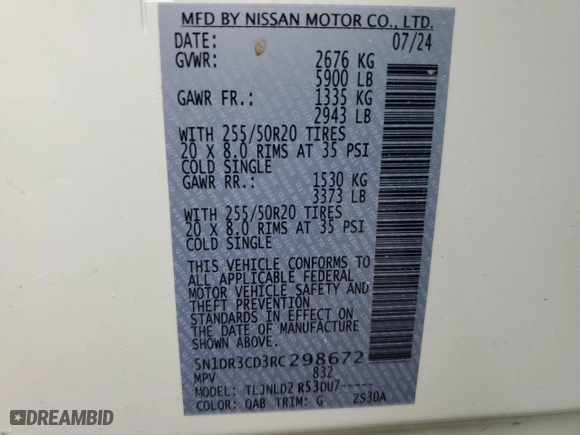 MFD BY NISSAN MOTOR CO., LTD.
DATE: 07/24
GVWR: 2676 KG
5900 LB
GAWR FR.: 1335 KG
2943 LB
WITH 255/50R20 TIRES
20 X 8.0 RIMS AT 35 PSI
COLD SINGLE
GAWR RR.: 1530 KG
3373 LB
WITH 255/50R20 TIRES
20 X 8.0 RIMS AT 35 PSI
COLD SINGLE
THIS VEHICLE CONFORMS TO
ALL APPLICABLE FEDERAL
MOTOR VEHICLE SAFETY AND
THEFT PREVENTION
STANDARDS IN EFFECT ON
THE DATE OF MANUFACTURE
SHOWN ABOVE.
5N1DR3CD3RC298672
MPV 832
MODEL: TLJNLD2 R53DU7-----
COLOR: QAB TRIM: G ZS30A
DREAMBID